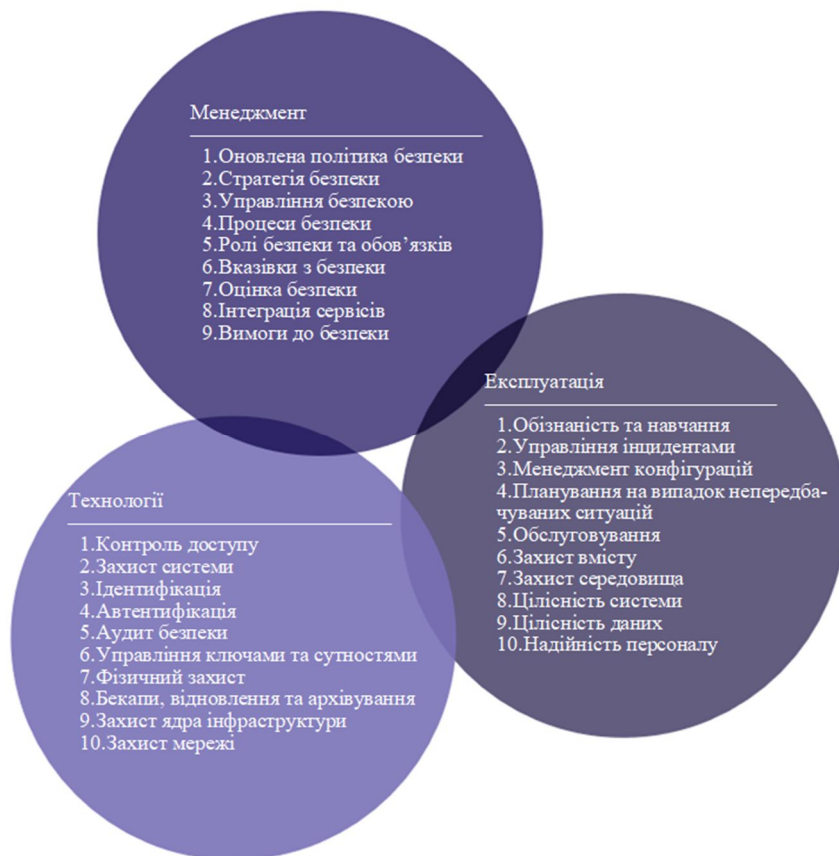 Менеджмент
1.Оновлена політика безпеки
2.Стратегія безпеки
3.Управління безпекою
4.Процеси безпеки
5.Ролі безпеки та обов’язків
6.Вказівки з безпеки
7.Оцінка безпеки
8.Інтеграція сервісів
9.Вимоги до безпеки
Експлуатація
1.Обізнаність та навчання
2.Управління інцидентами
3.Менеджмент конфігурацій
4.Планування на випадок непередба-
чуваних ситуацій
5.Обслуговування
6.Захист вмісту
7.Захист середовища
8.Цілісність системи
9.Цілісність даних
10.Надійність персоналу
Технології
1.Контроль доступу
2.Захист системи
3.Ідентифікація
4.Автентифікація
5.Аудит безпеки
6.Управління ключами та сутностями
7.Фізичний захист
8.Бекапи, відновлення та архівування
9.Захист ядра інфраструктури
10.Захист мережі